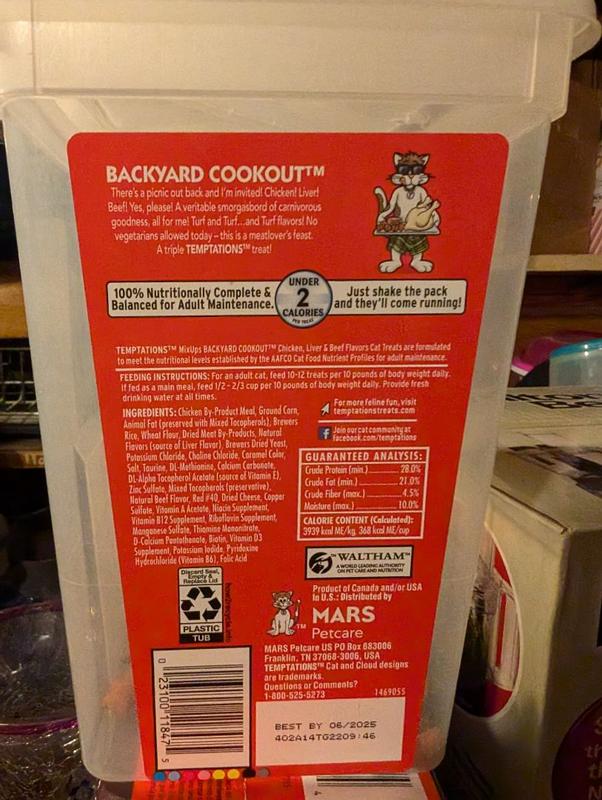 BACKYARD COOKOUT™
There's a picnic out back and I'm invited! Chicken! Liver!
Beef! Yes, please! A veritable smorgasbord of carnivorous
goodness, all for me! Turf and Turf...and Turf flavors! No
vegetarians allowed today – this is a meatlover's feast.
A triple TEMPTATIONS™ treat!
100% Nutritionally Complete &
Balanced for Adult Maintenance.
UNDER
2
CALORIES
PER TREAT
Just shake the pack
and they'll come running!
TEMPTATIONS™ MixUps BACKYARD COOKOUT™ Chicken, Liver & Beef Flavors Cat Treats are formulated
to meet the nutritional levels established by the AAFCO Cat Food Nutrient Profiles for adult maintenance.
FEEDING INSTRUCTIONS: For an adult cat, feed 10-12 treats per 10 pounds of body weight daily.
If fed as a main meal, feed 1/2 - 2/3 cup per 10 pounds of body weight daily. Provide fresh
drinking water at all times.
INGREDIENTS: Chicken By-Product Meal, Ground Corn,
Animal Fat (preserved with Mixed Tocopherols), Brewers
Rice, Wheat Flour, Dried Meat By-Products, Natural
Flavors (source of Liver Flavor), Brewers Dried Yeast,
Potassium Chloride, Choline Chloride, Caramel Color,
Salt, Taurine, DL-Methionine, Calcium Carbonate,
DL-Alpha Tocopherol Acetate (source of Vitamin E),
Zinc Sulfate, Mixed Tocopherols (preservative),
Natural Beef Flavor, Red #40, Dried Cheese, Copper
Sulfate, Vitamin A Acetate, Niacin Supplement,
Vitamin B12 Supplement, Riboflavin Supplement,
Manganese Sulfate, Thiamine Mononitrate,
D-Calcium Pantothenate, Biotin, Vitamin D3
Supplement, Potassium Iodide, Pyridoxine
Hydrochloride (Vitamin B6), Folic Acid
For more feline fun, visit
temptationstreats.com
Join our cat community at
facebook.com/temptations
GUARANTEED ANALYSIS:
Crude Protein (min.) 28.0%
Crude Fat (min.) 21.0%
Crude Fiber (max.) 4.5%
Moisture (max.) 10.0%
CALORIE CONTENT (Calculated):
3939 kcal ME/kg, 368 kcal ME/cup
WALTHAM™
A WORLD LEADING AUTHORITY
ON PET CARE AND NUTRITION
Discard Seal,
Empty &
Replace Lid
PLASTIC
TUB
how2recycle.info
Product of Canada and/or USA
In U.S.: Distributed by
MARS
Petcare
TM
MARS Petcare US PO Box 683006
Franklin, TN 37068-3006, USA
TEMPTATIONS™ Cat and Cloud designs
are trademarks.
Questions or Comments?
1-800-525-5273
1469055
0 23100 11847 5
BEST BY 06/2025
402A14TG2209:46